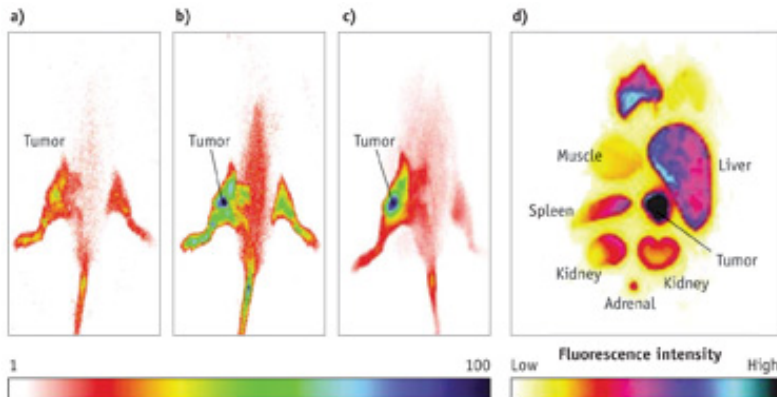 a)
b)
c)
d)
Tumor
Tumor
Tumor
Muscle
Liver
Spleen
Tumor
Kidney
Kidney
Adrenal
1
100
Fluorescence intensity
Low
High